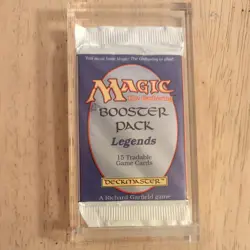 MAGIC
The Gathering
BOOSTER
PACK
Legends
15 Tradable
Game Cards
DECKMASTER
A Richard Garfield game